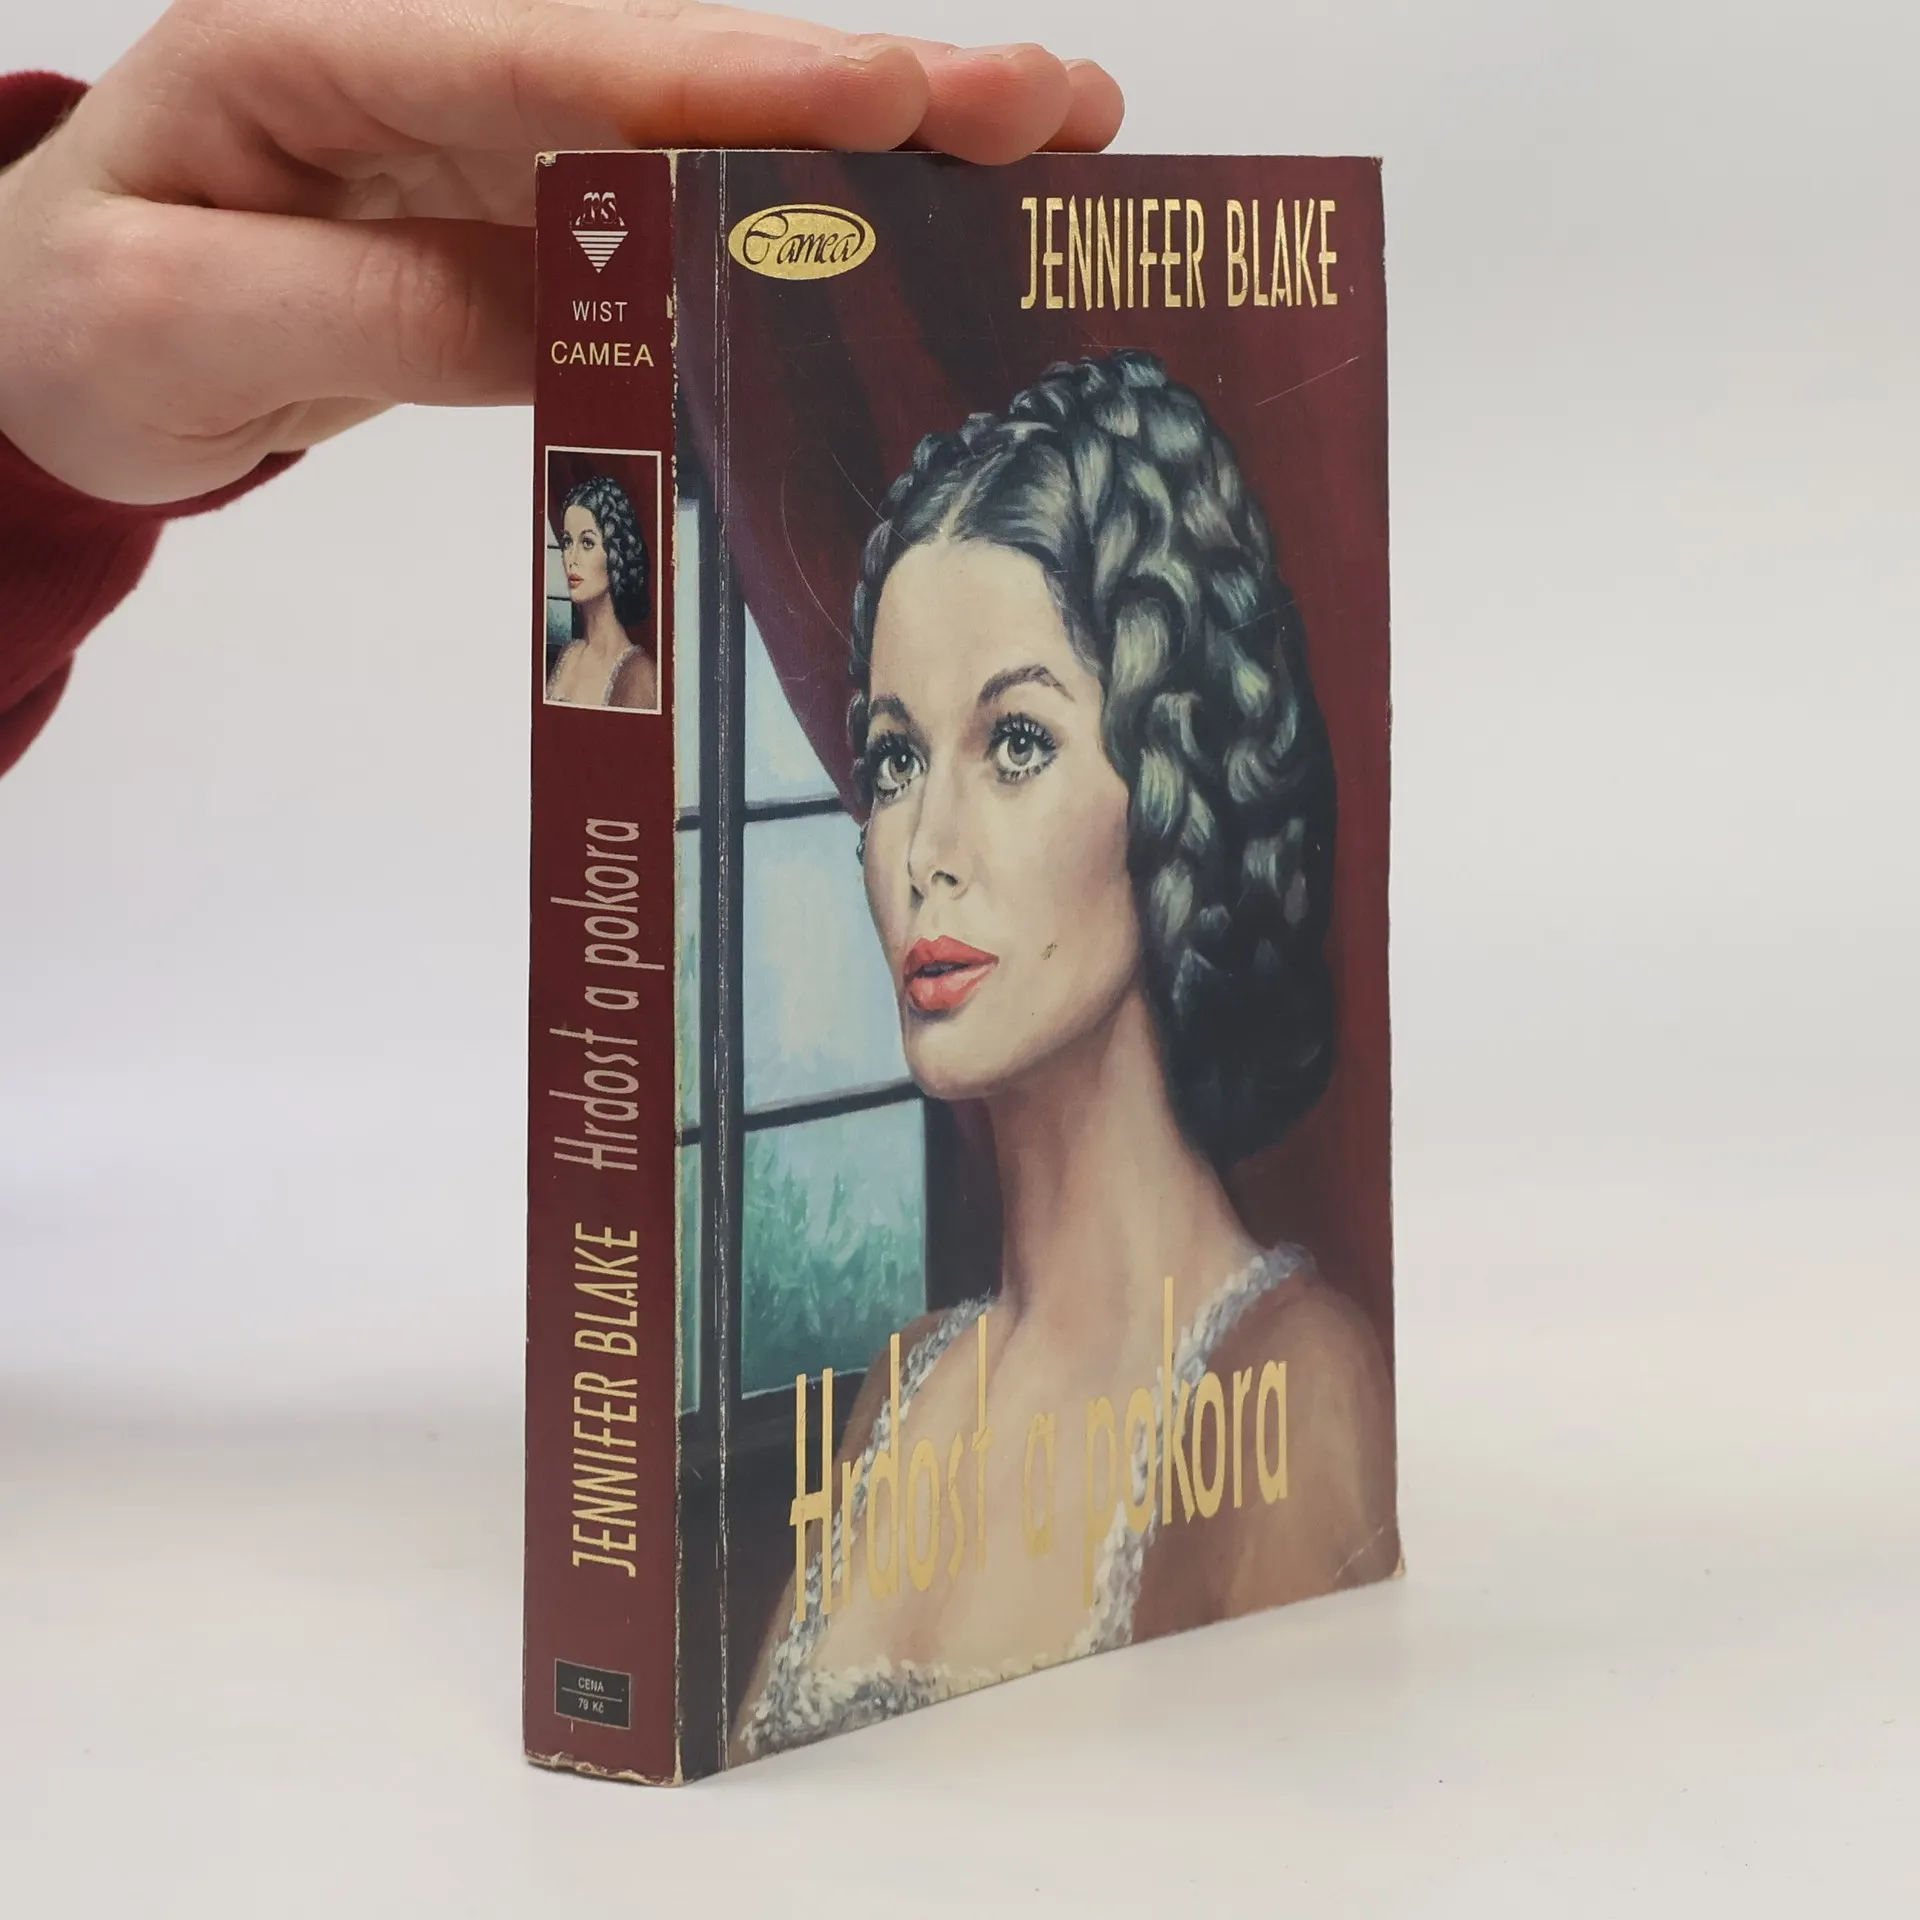 WIST
CAMEA
JENNIFER BLAKE Hrdost a pokora
CENA
79 Kč
Camea
JENNIFER BLAKE
Hrdost a pokora